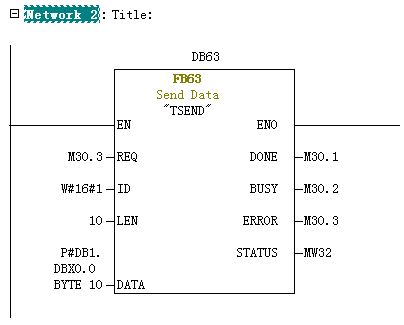 Network 2: Title:
DB63
FB63
Send Data
"TSEND"
EN ENO
M30.3 REQ DONE M30.1
W#16#1 ID BUSY M30.2
10 LEN ERROR M30.3
P#DB1. STATUS MW32
DBX0.0
BYTE 10 DATA